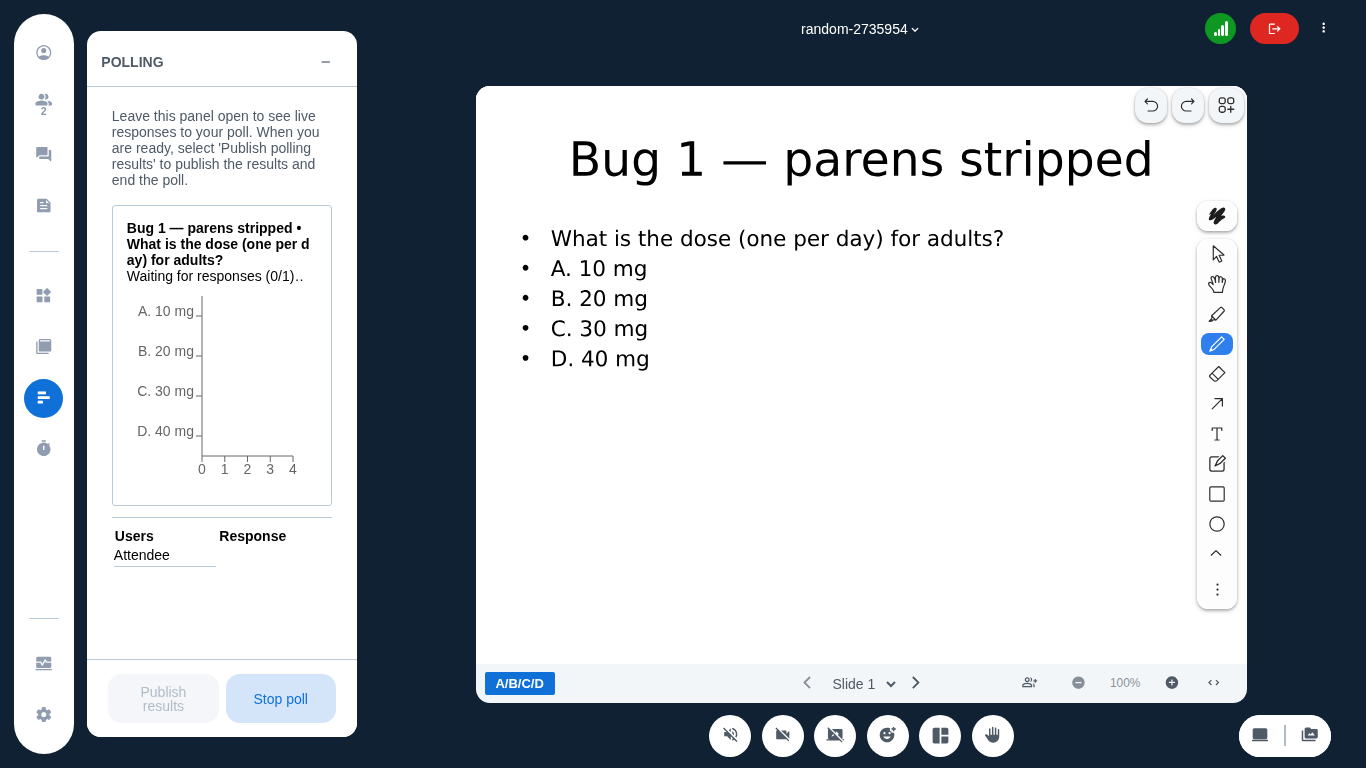 random-2735954
2
POLLING
Leave this panel open to see live
responses to your poll. When you
are ready, select 'Publish polling
results' to publish the results and
end the poll.
Bug 1 — parens stripped •
What is the dose (one per d
ay) for adults?
Waiting for responses (0/1)..
A. 10 mg
B. 20 mg
C. 30 mg
D. 40 mg
0 1 2 3 4
Users Response
Attendee
Publish
results
Stop poll
Bug 1 — parens stripped
• What is the dose (one per day) for adults?
• A. 10 mg
• B. 20 mg
• C. 30 mg
• D. 40 mg
A/B/C/D
Slide 1
100%